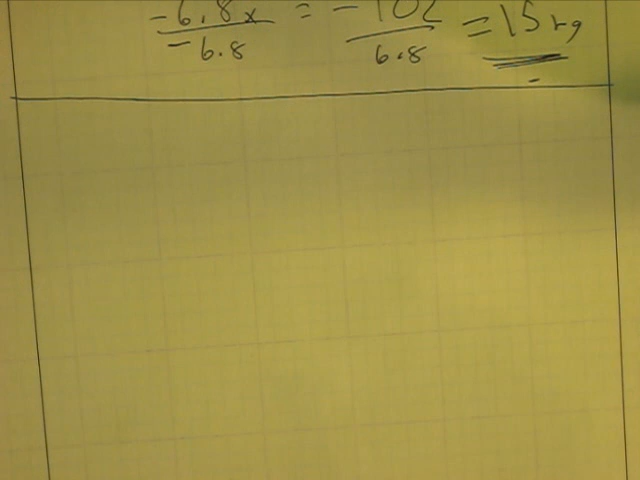 -6.8x = -102 = 15 kg
-6.8 6.8